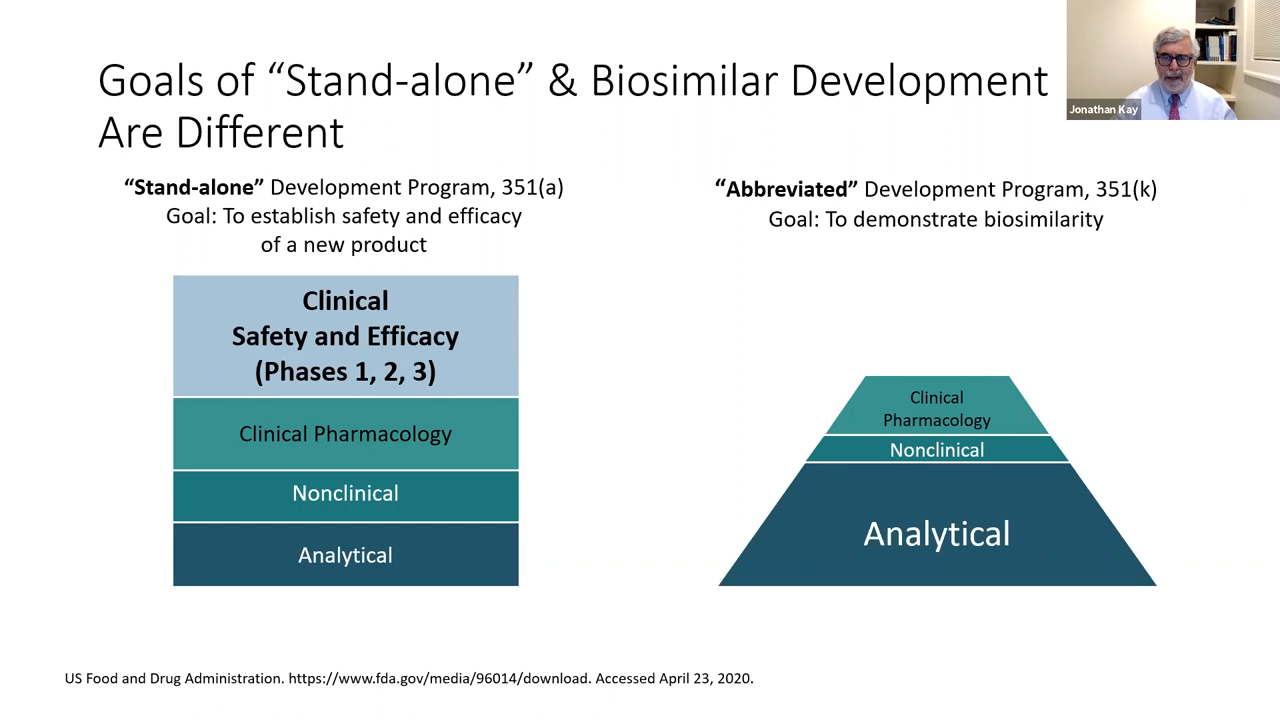 Goals of “Stand-alone” & Biosimilar Development
Are Different
Jonathan Kay
“Stand-alone” Development Program, 351(a)
Goal: To establish safety and efficacy
of a new product
Clinical
Safety and Efficacy
(Phases 1, 2, 3)
Clinical Pharmacology
Nonclinical
Analytical
“Abbreviated” Development Program, 351(k)
Goal: To demonstrate biosimilarity
Clinical
Pharmacology
Nonclinical
Analytical
US Food and Drug Administration. https://www.fda.gov/media/96014/download. Accessed April 23, 2020.